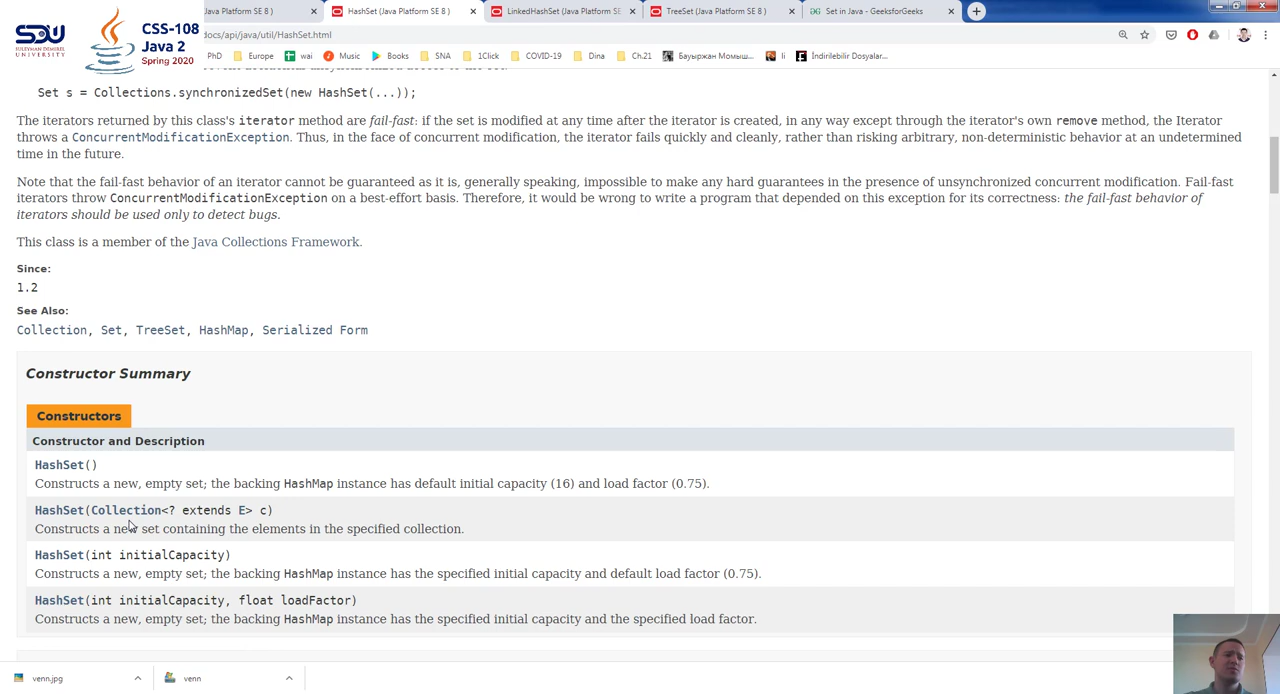 Java Platform SE 8 )
HashSet (Java Platform SE 8 )
LinkedHashSet (Java Platform SE
TreeSet (Java Platform SE 8 )
Set in Java - GeeksforGeeks
SDU
SULEYMAN DEMIREL
UNIVERSITY
Java
CSS-108
Java 2
Spring 2020
docs/api/java/util/HashSet.html
PhD Europe wai Music Books SNA 1Click COVID-19 Dina Ch.21 Бауыржан Момыш... li İndirilebilir Dosyalar...
Set s = Collections.synchronizedSet(new HashSet(...));
The iterators returned by this class's iterator method are fail-fast: if the set is modified at any time after the iterator is created, in any way except through the iterator's own remove method, the Iterator
throws a ConcurrentModificationException. Thus, in the face of concurrent modification, the iterator fails quickly and cleanly, rather than risking arbitrary, non-deterministic behavior at an undetermined
time in the future.
Note that the fail-fast behavior of an iterator cannot be guaranteed as it is, generally speaking, impossible to make any hard guarantees in the presence of unsynchronized concurrent modification. Fail-fast
iterators throw ConcurrentModificationException on a best-effort basis. Therefore, it would be wrong to write a program that depended on this exception for its correctness: the fail-fast behavior of
iterators should be used only to detect bugs.
This class is a member of the Java Collections Framework.
Since:
1.2
See Also:
Collection, Set, TreeSet, HashMap, Serialized Form
Constructor Summary
Constructors
Constructor and Description
HashSet()
Constructs a new, empty set; the backing HashMap instance has default initial capacity (16) and load factor (0.75).
HashSet(Collection<? extends E> c)
Constructs a new set containing the elements in the specified collection.
HashSet(int initialCapacity)
Constructs a new, empty set; the backing HashMap instance has the specified initial capacity and default load factor (0.75).
HashSet(int initialCapacity, float loadFactor)
Constructs a new, empty set; the backing HashMap instance has the specified initial capacity and the specified load factor.
venn.jpg
venn